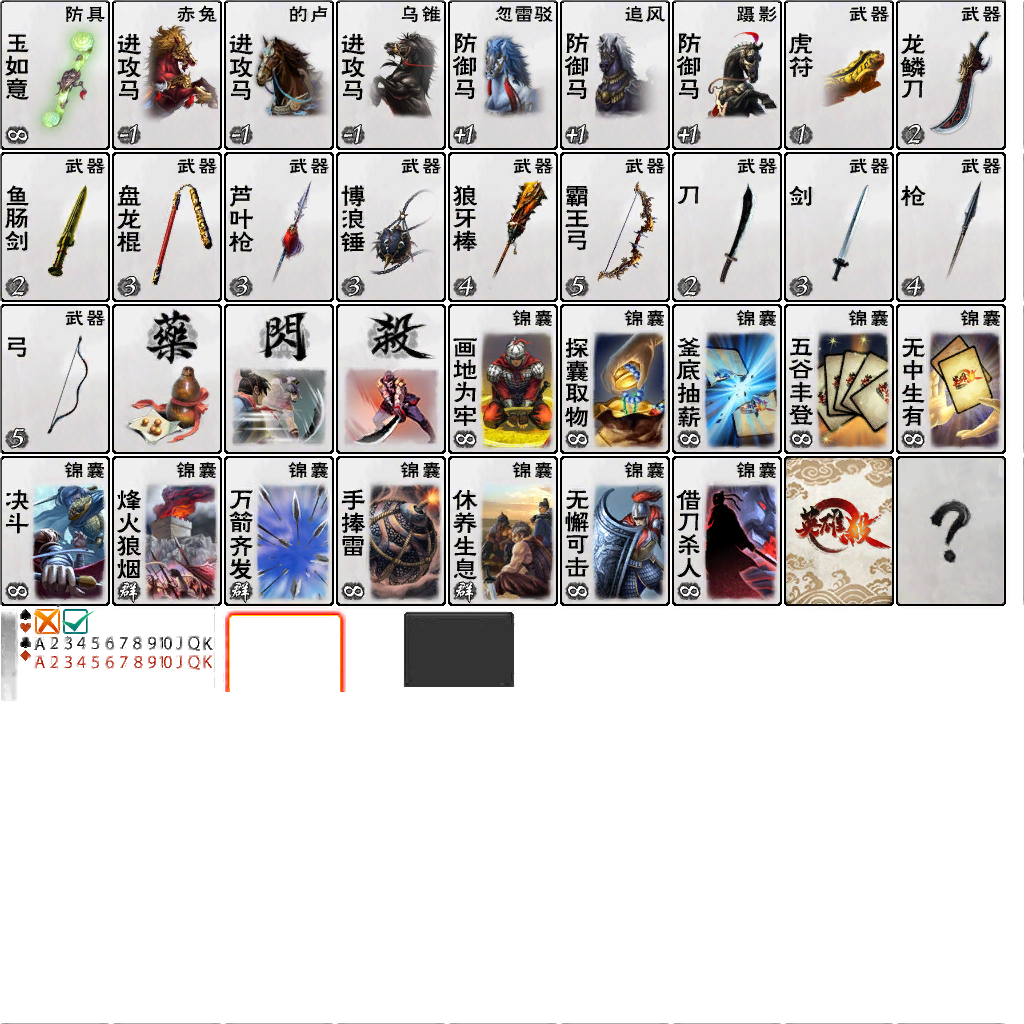 防具
玉如意
∞
赤兔
进攻马
-1
的卢
进攻马
-1
乌锥
进攻马
-1
忽雷驳
防御马
+1
追风
防御马
+1
蹑影
防御马
+1
武器
虎符
1
武器
龙鳞刀
2
武器
鱼肠剑
2
武器
盘龙棍
3
武器
芦叶枪
3
武器
博浪锤
3
武器
狼牙棒
4
武器
霸王弓
5
武器
刀
2
武器
剑
3
武器
枪
4
武器
弓
5
藥
閃
殺
锦囊
画地为牢
∞
锦囊
探囊取物
∞
锦囊
釜底抽薪
∞
锦囊
五谷丰登
∞
锦囊
无中生有
∞
锦囊
决斗
∞
锦囊
烽火狼烟
群
锦囊
万箭齐发
群
锦囊
手捧雷
∞
锦囊
休养生息
群
锦囊
无懈可击
∞
锦囊
借刀杀人
∞
英雄殺
?
A 2 3 4 5 6 7 8 9 10 J Q K
A 2 3 4 5 6 7 8 9 10 J Q K